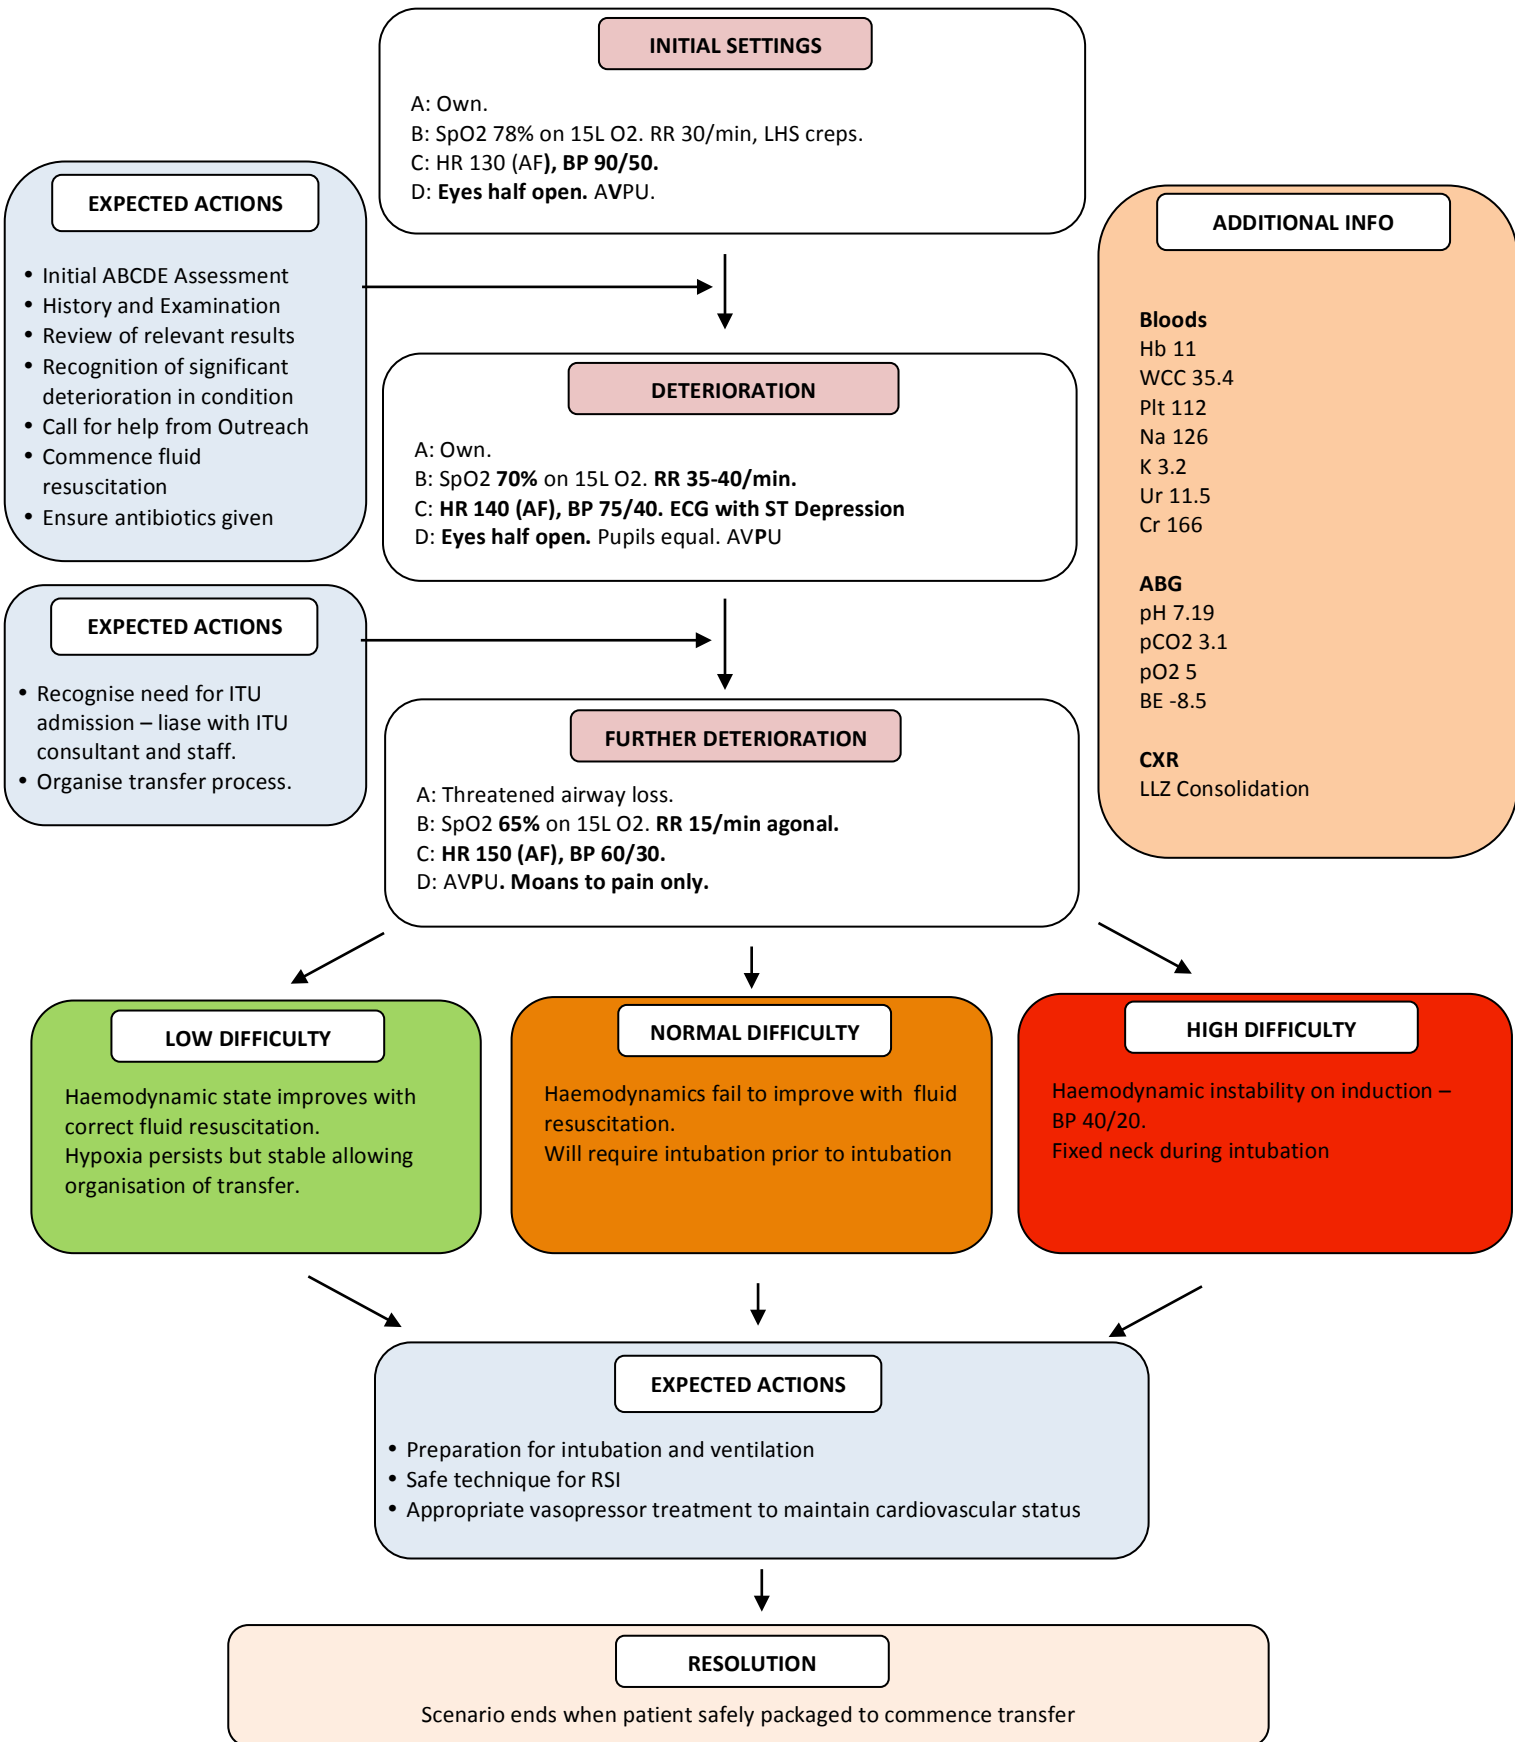 INITIAL SETTINGS
A: Own.
B: SpO2 78% on 15L O2. RR 30/min, LHS creps.
C: HR 130 (AF), BP 90/50.
D: Eyes half open. AVPU.
EXPECTED ACTIONS
• Initial ABCDE Assessment
• History and Examination
• Review of relevant results
• Recognition of significant
deterioration in condition
• Call for help from Outreach
• Commence fluid
resuscitation
• Ensure antibiotics given
ADDITIONAL INFO
Bloods
Hb 11
WCC 35.4
Plt 112
Na 126
K 3.2
Ur 11.5
Cr 166
ABG
pH 7.19
pCO2 3.1
pO2 5
BE -8.5
CXR
LLZ Consolidation
DETERIORATION
A: Own.
B: SpO2 70% on 15L O2. RR 35-40/min.
C: HR 140 (AF), BP 75/40. ECG with ST Depression
D: Eyes half open. Pupils equal. AVPU
EXPECTED ACTIONS
• Recognise need for ITU
admission – liase with ITU
consultant and staff.
• Organise transfer process.
FURTHER DETERIORATION
A: Threatened airway loss.
B: SpO2 65% on 15L O2. RR 15/min agonal.
C: HR 150 (AF), BP 60/30.
D: AVPU. Moans to pain only.
LOW DIFFICULTY
Haemodynamic state improves with
correct fluid resuscitation.
Hypoxia persists but stable allowing
organisation of transfer.
NORMAL DIFFICULTY
Haemodynamics fail to improve with fluid
resuscitation.
Will require intubation prior to intubation
HIGH DIFFICULTY
Haemodynamic instability on induction –
BP 40/20.
Fixed neck during intubation
EXPECTED ACTIONS
• Preparation for intubation and ventilation
• Safe technique for RSI
• Appropriate vasopressor treatment to maintain cardiovascular status
RESOLUTION
Scenario ends when patient safely packaged to commence transfer